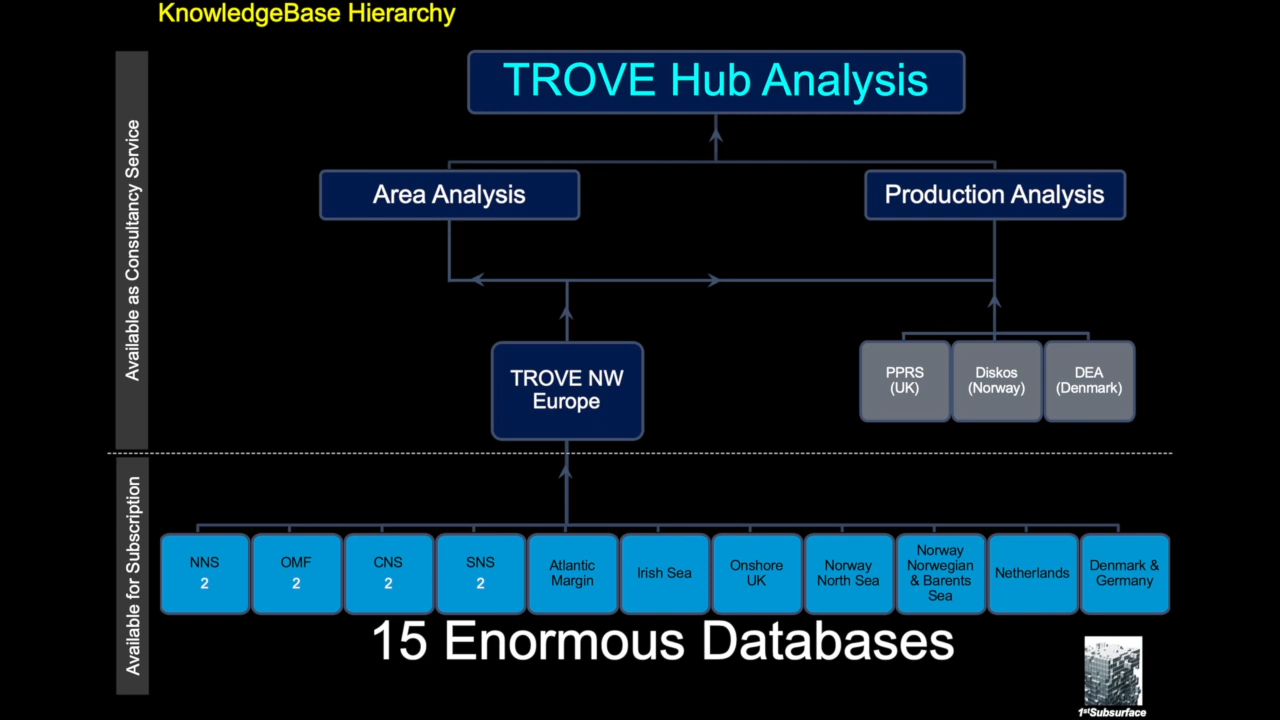 KnowledgeBase Hierarchy
Available as Consultancy Service
TROVE Hub Analysis
Area Analysis
Production Analysis
TROVE NW
Europe
PPRS
(UK)
Diskos
(Norway)
DEA
(Denmark)
Available for Subscription
NNS
2
OMF
2
CNS
2
SNS
2
Atlantic
Margin
Irish Sea
Onshore
UK
Norway
North Sea
Norway
Norwegian
& Barents
Sea
Netherlands
Denmark &
Germany
15 Enormous Databases
1stSubsurface